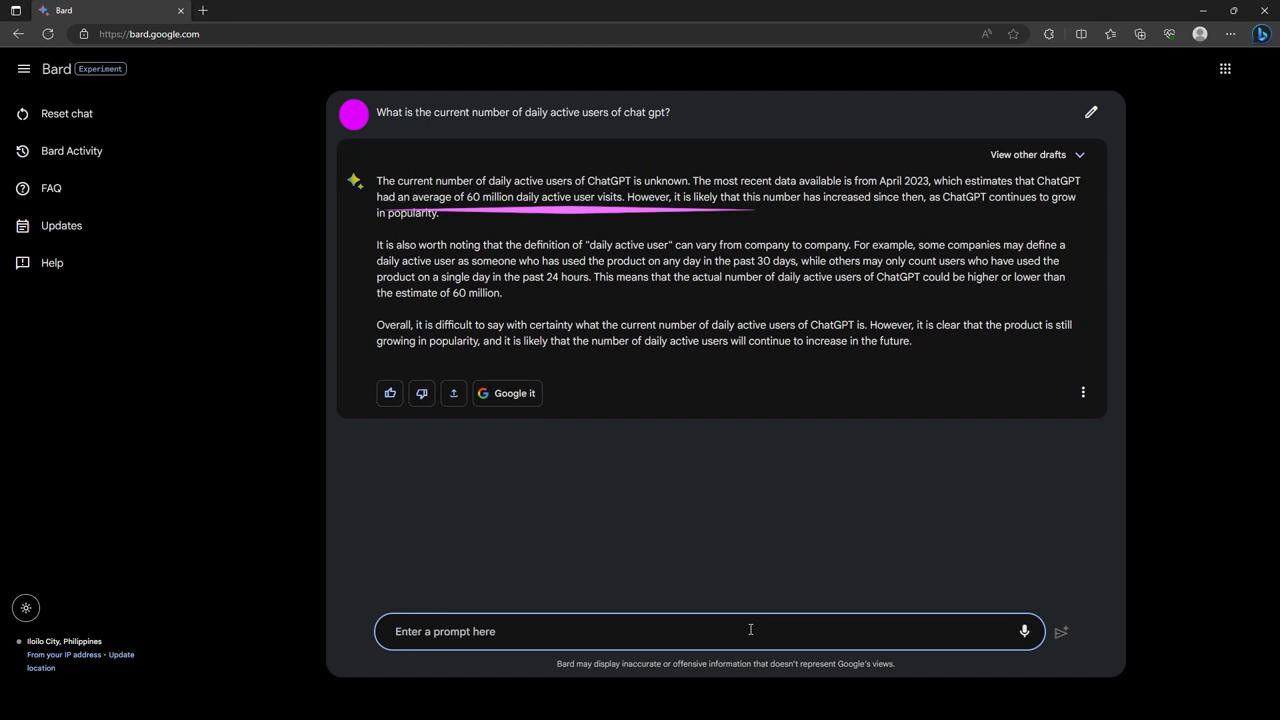 Bard
https://bard.google.com
Bard Experiment
Reset chat
Bard Activity
FAQ
Updates
Help
What is the current number of daily active users of chat gpt?
View other drafts
The current number of daily active users of ChatGPT is unknown. The most recent data available is from April 2023, which estimates that ChatGPT
had an average of 60 million daily active user visits. However, it is likely that this number has increased since then, as ChatGPT continues to grow
in popularity.
It is also worth noting that the definition of "daily active user" can vary from company to company. For example, some companies may define a
daily active user as someone who has used the product on any day in the past 30 days, while others may only count users who have used the
product on a single day in the past 24 hours. This means that the actual number of daily active users of ChatGPT could be higher or lower than
the estimate of 60 million.
Overall, it is difficult to say with certainty what the current number of daily active users of ChatGPT is. However, it is clear that the product is still
growing in popularity, and it is likely that the number of daily active users will continue to increase in the future.
Google it
Enter a prompt here
Bard may display inaccurate or offensive information that doesn't represent Google's views.
Iloilo City, Philippines
From your IP address • Update
location